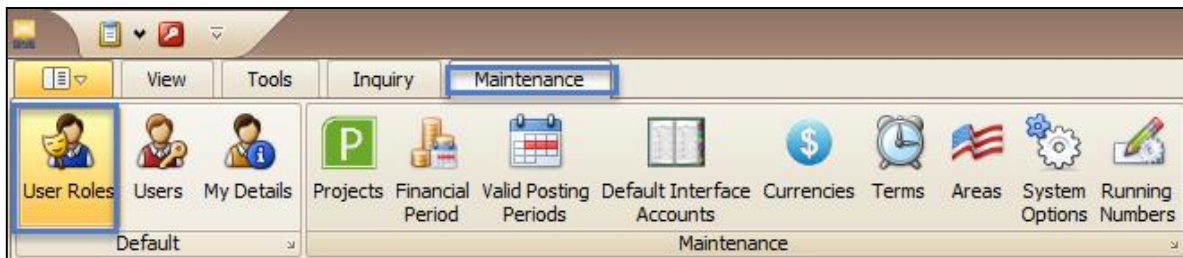 View Tools Inquiry Maintenance
User Roles Users My Details Projects Financial Valid Posting Default Interface Currencies Terms Areas System Running
Period Periods Accounts Options Numbers
Default Maintenance